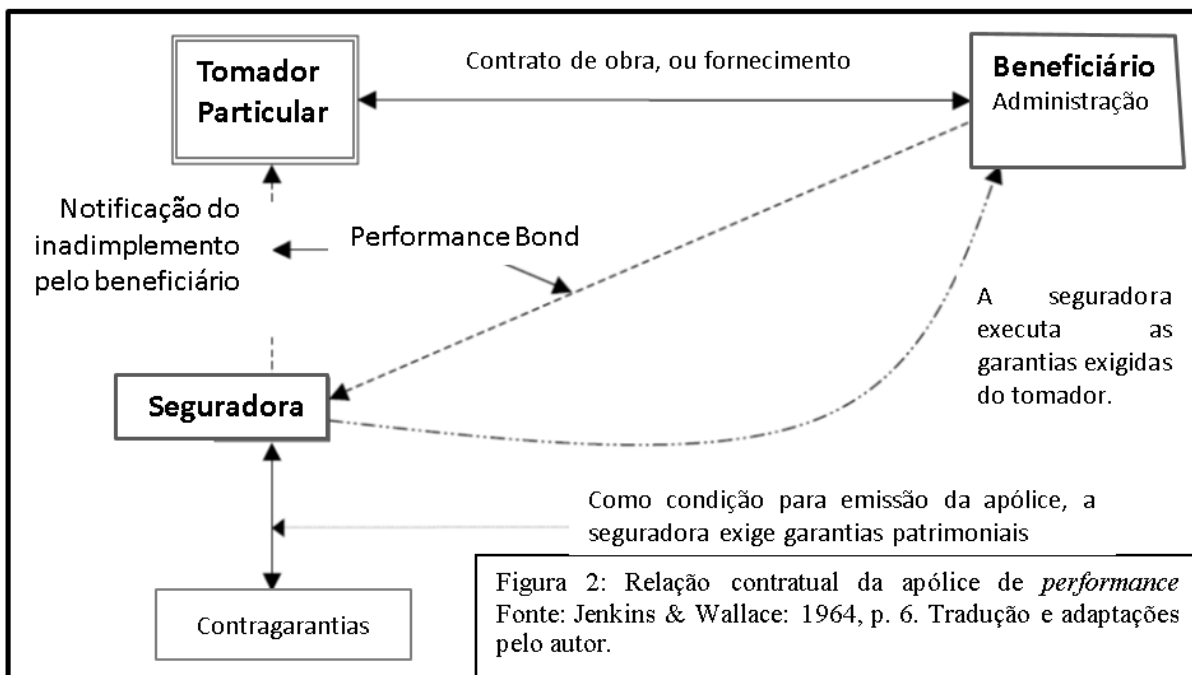 Tomador
Particular
Contrato de obra, ou fornecimento
Beneficiário
Administração
Notificação do
inadimplemento
pelo beneficiário
Performance Bond
A seguradora
executa as
garantias exigidas
do tomador.
Seguradora
Como condição para emissão da apólice, a
seguradora exige garantias patrimoniais
Contragarantias
Figura 2: Relação contratual da apólice de performance
Fonte: Jenkins & Wallace: 1964, p. 6. Tradução e adaptações
pelo autor.